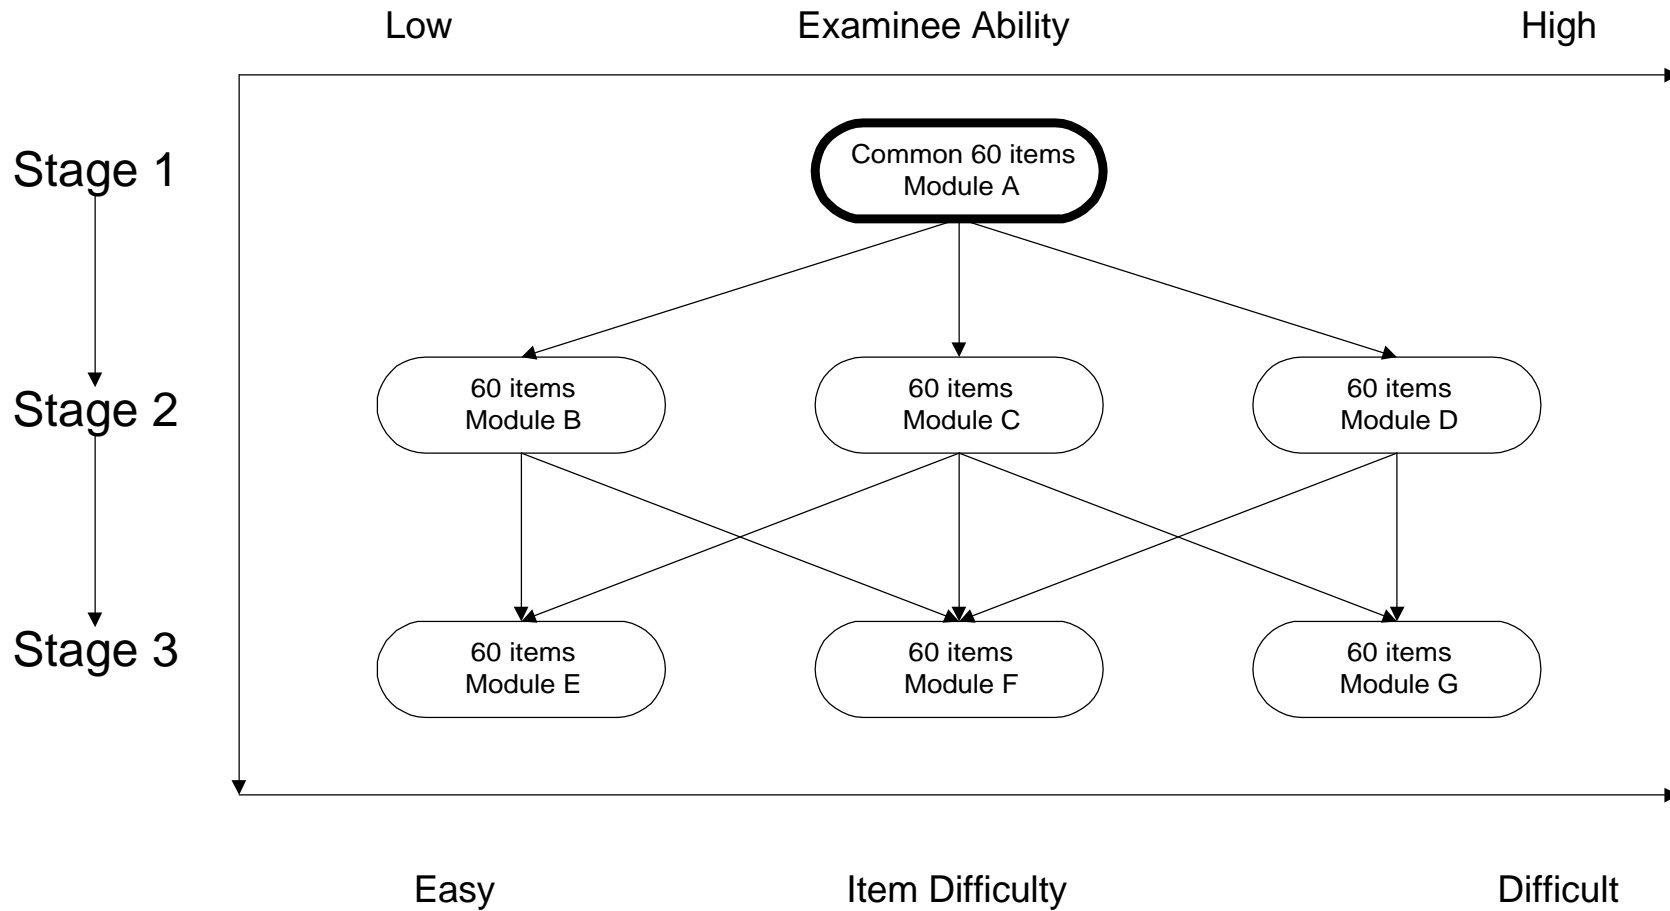 Low
Examinee Ability
High
Stage 1
Common 60 items
Module A
Stage 2
60 items
Module B
60 items
Module C
60 items
Module D
Stage 3
60 items
Module E
60 items
Module F
60 items
Module G
Easy
Item Difficulty
Difficult